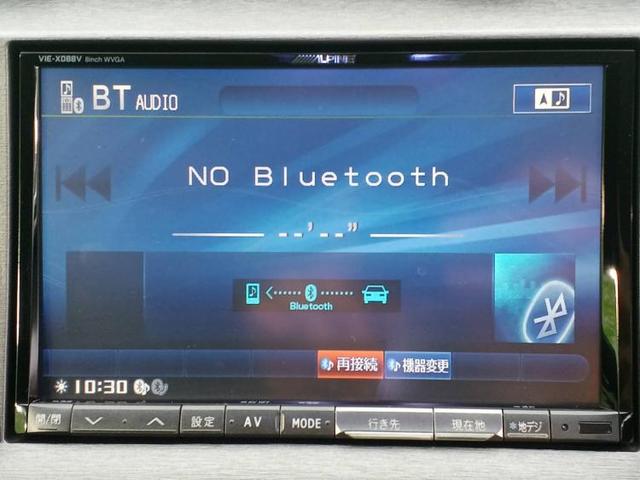 VIE-X088V 8inch WVGA
ALPINE
BT AUDIO
NO Bluetooth
--'--"
Bluetooth
再接続 機器変更
10:30
開/閉 設定 AV MODE 行き先 現在地 *地デジ